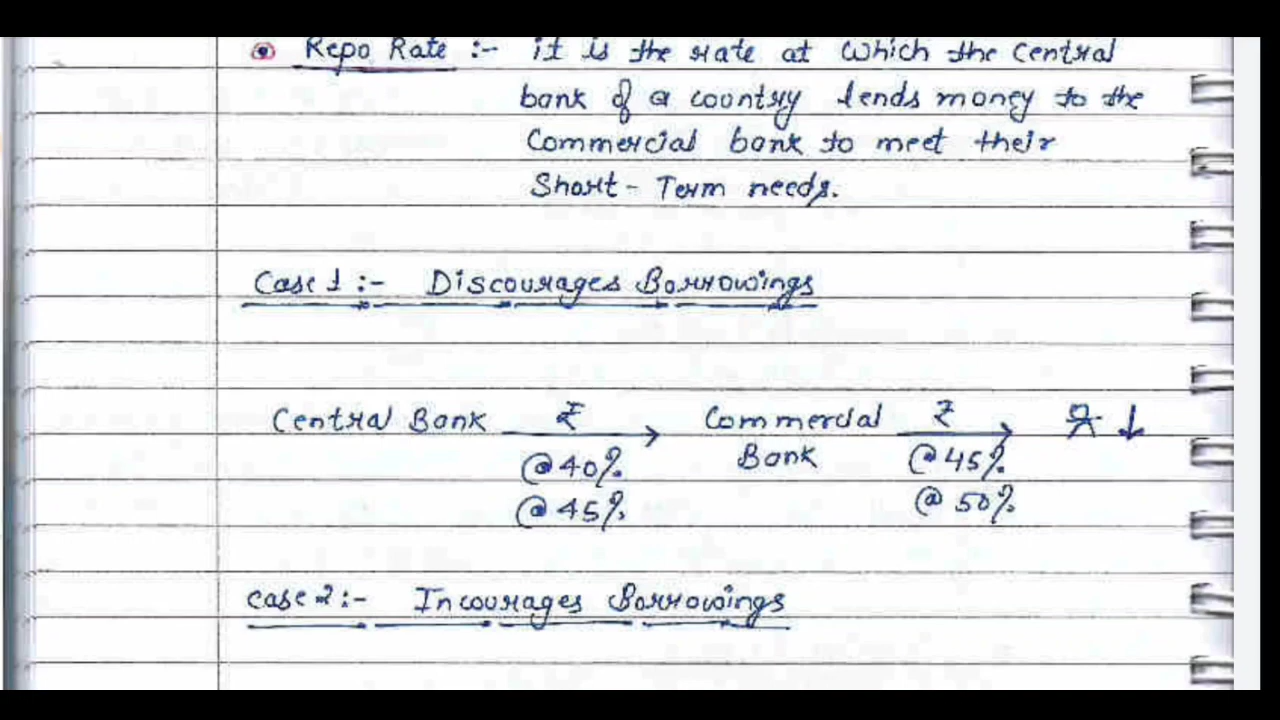 Repo Rate :- it is the rate at which the Central
bank of a country lends money to the
Commercial bank to meet their
Short - Term needs.
Case 1 :- Discourages Borrowings
Central Bank ₹ Commercial ₹ ↓
@ 40% Bank @ 45%
@ 45% @ 50%
Case 2 :- Incourages Borrowings